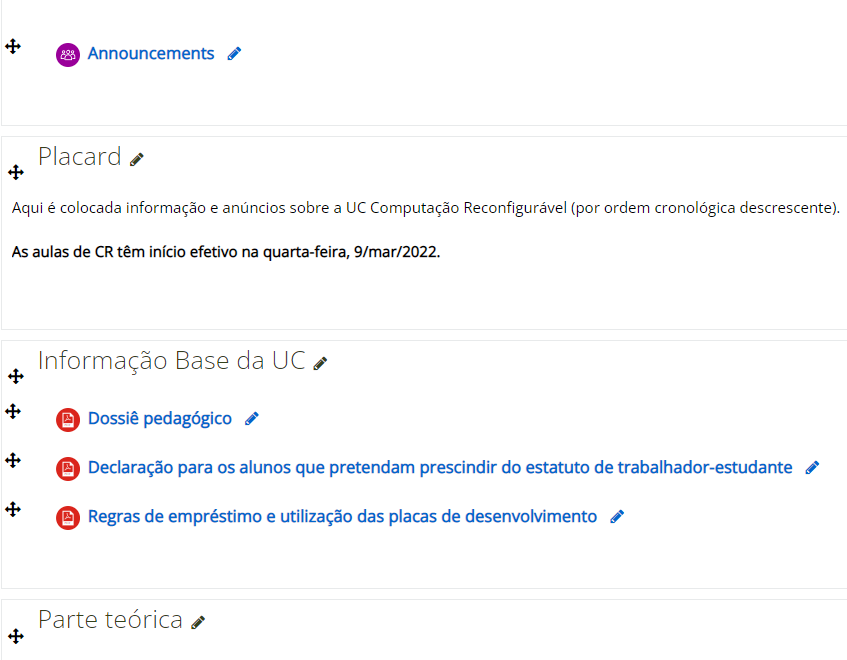 Announcements
Placard
Aqui é colocada informação e anúncios sobre a UC Computação Reconfigurável (por ordem cronológica descrescente).
As aulas de CR têm início efetivo na quarta-feira, 9/mar/2022.
Informação Base da UC
Dossiê pedagógico
Declaração para os alunos que pretendam prescindir do estatuto de trabalhador-estudante
Regras de empréstimo e utilização das placas de desenvolvimento
Parte teórica